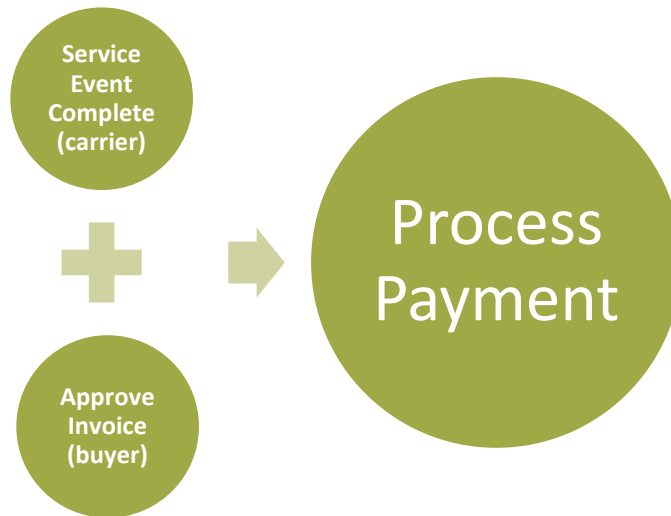 Service
Event
Complete
(carrier)
Approve
Invoice
(buyer)
Process
Payment